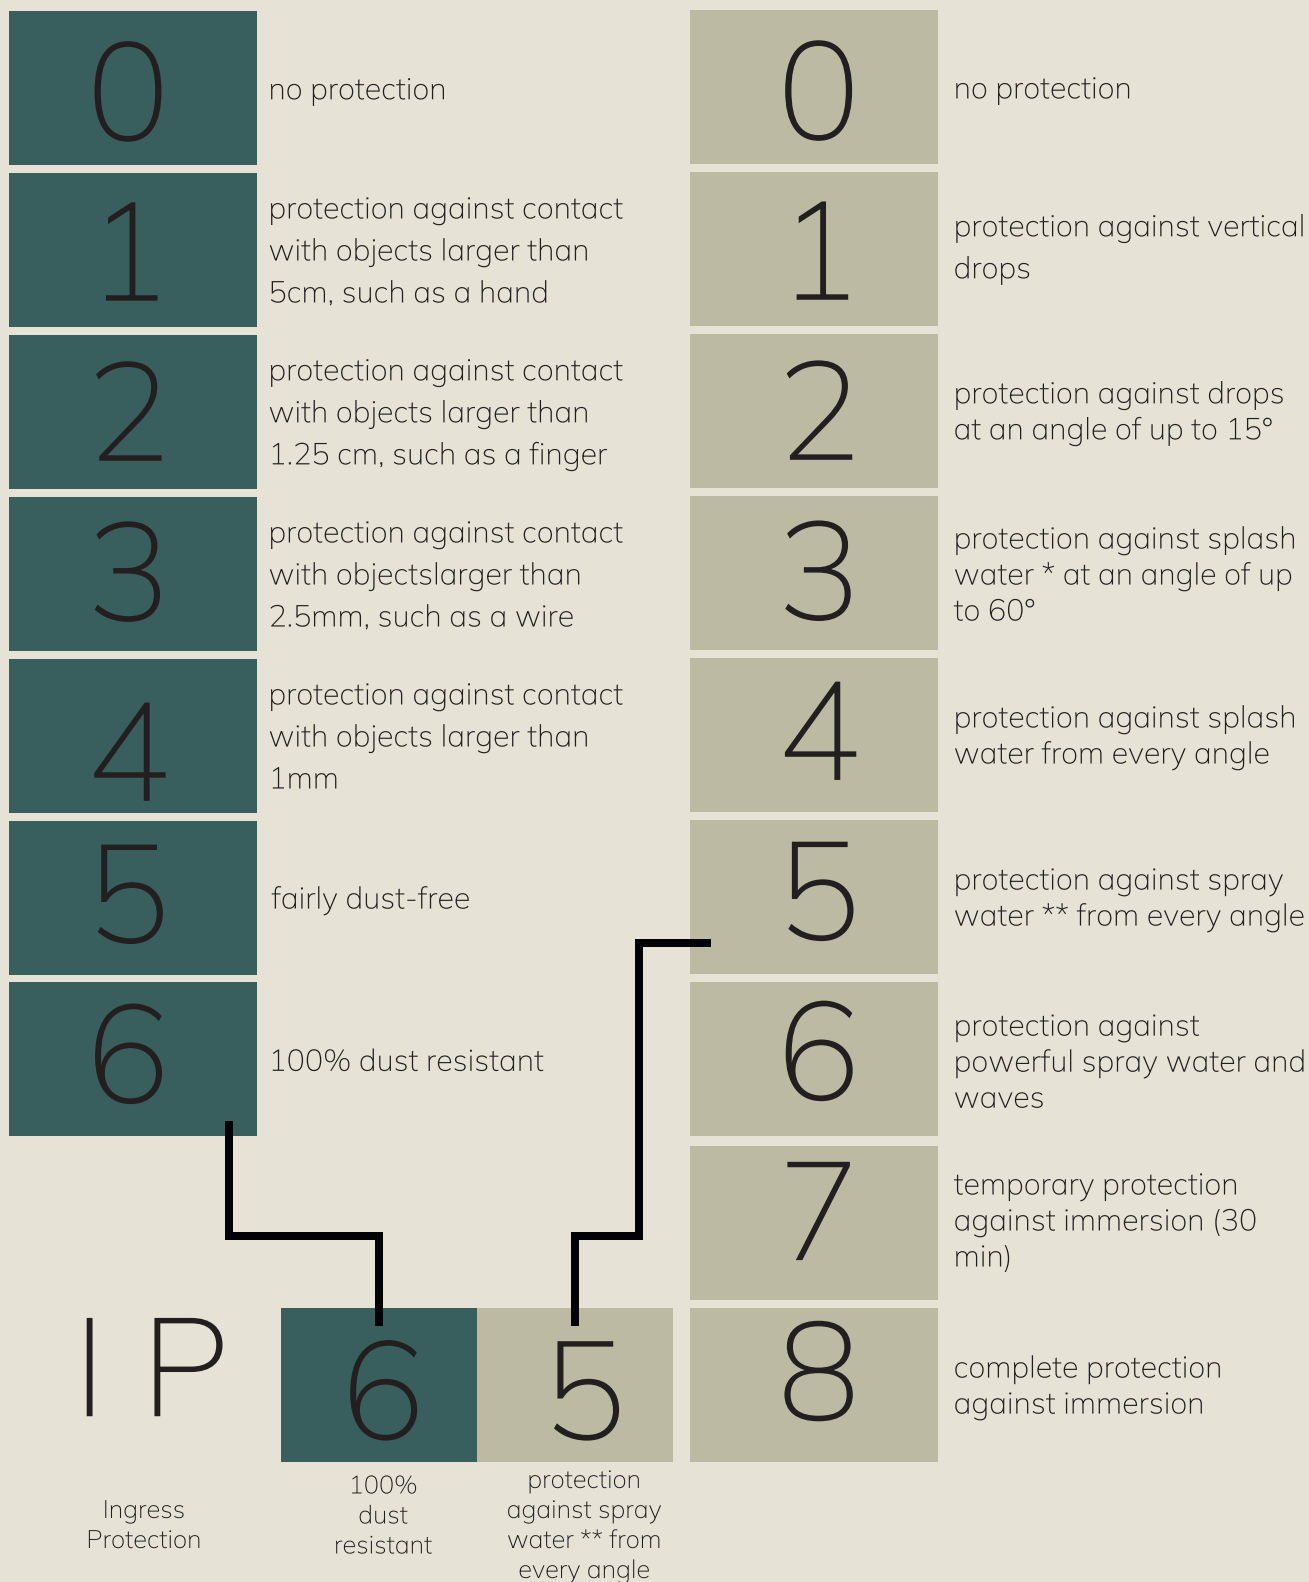 0
no protection
1
protection against contact
with objects larger than
5cm, such as a hand
2
protection against contact
with objects larger than
1.25 cm, such as a finger
3
protection against contact
with objectslarger than
2.5mm, such as a wire
4
protection against contact
with objects larger than
1mm
5
fairly dust-free
6
100% dust resistant
0
no protection
1
protection against vertical
drops
2
protection against drops
at an angle of up to 15°
3
protection against splash
water * at an angle of up
to 60°
4
protection against splash
water from every angle
5
protection against spray
water ** from every angle
6
protection against
powerful spray water and
waves
7
temporary protection
against immersion (30
min)
8
complete protection
against immersion
IP 6 5
Ingress
Protection
100%
dust
resistant
protection
against spray
water ** from
every angle